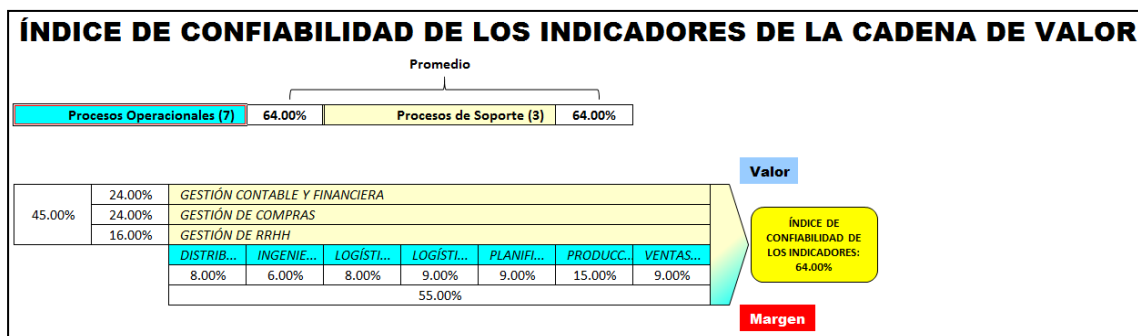 ÍNDICE DE CONFIABILIDAD DE LOS INDICADORES DE LA CADENA DE VALOR
Promedio
Procesos Operacionales (7) 64.00% Procesos de Soporte (3) 64.00%
Valor
24.00% GESTIÓN CONTABLE Y FINANCIERA
45.00% 24.00% GESTIÓN DE COMPRAS
16.00% GESTIÓN DE RRHH
ÍNDICE DE
CONFIABILIDAD DE
LOS INDICADORES:
64.00%
DISTRIB... INGENIE... LOGÍSTI... LOGÍSTI... PLANIFI... PRODUCC... VENTAS...
8.00% 6.00% 8.00% 9.00% 9.00% 15.00% 9.00%
55.00%
Margen